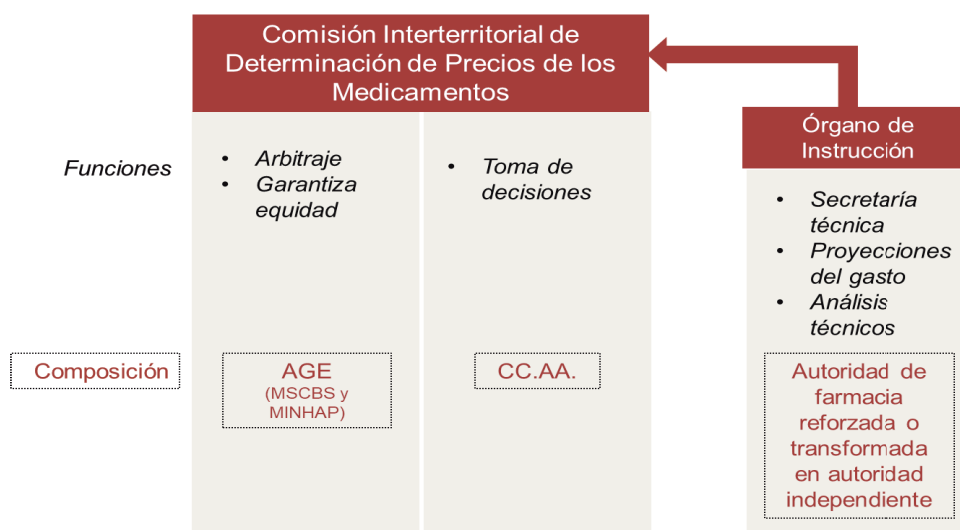 Comisión Interterritorial de
Determinación de Precios de los
Medicamentos
Órgano de
Instrucción
Funciones
• Arbitraje
• Garantiza
equidad
• Toma de
decisiones
• Secretaría
técnica
• Proyecciones
del gasto
• Análisis
técnicos
Composición
AGE
(MSCBS y
MINHAP)
CC.AA.
Autoridad de
farmacia
reforzada o
transformada
en autoridad
independiente